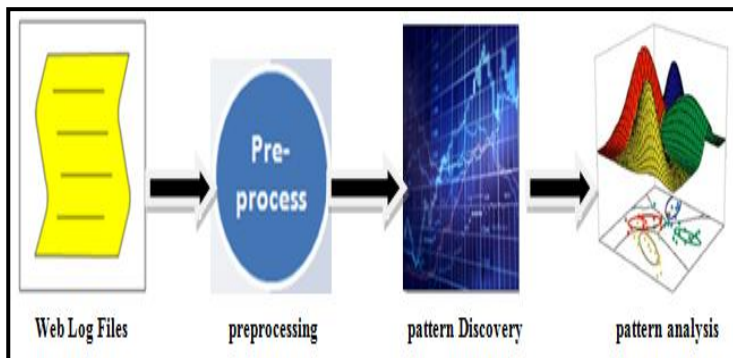 Pre-
process
Web Log Files
preprocessing
pattern Discovery
pattern analysis